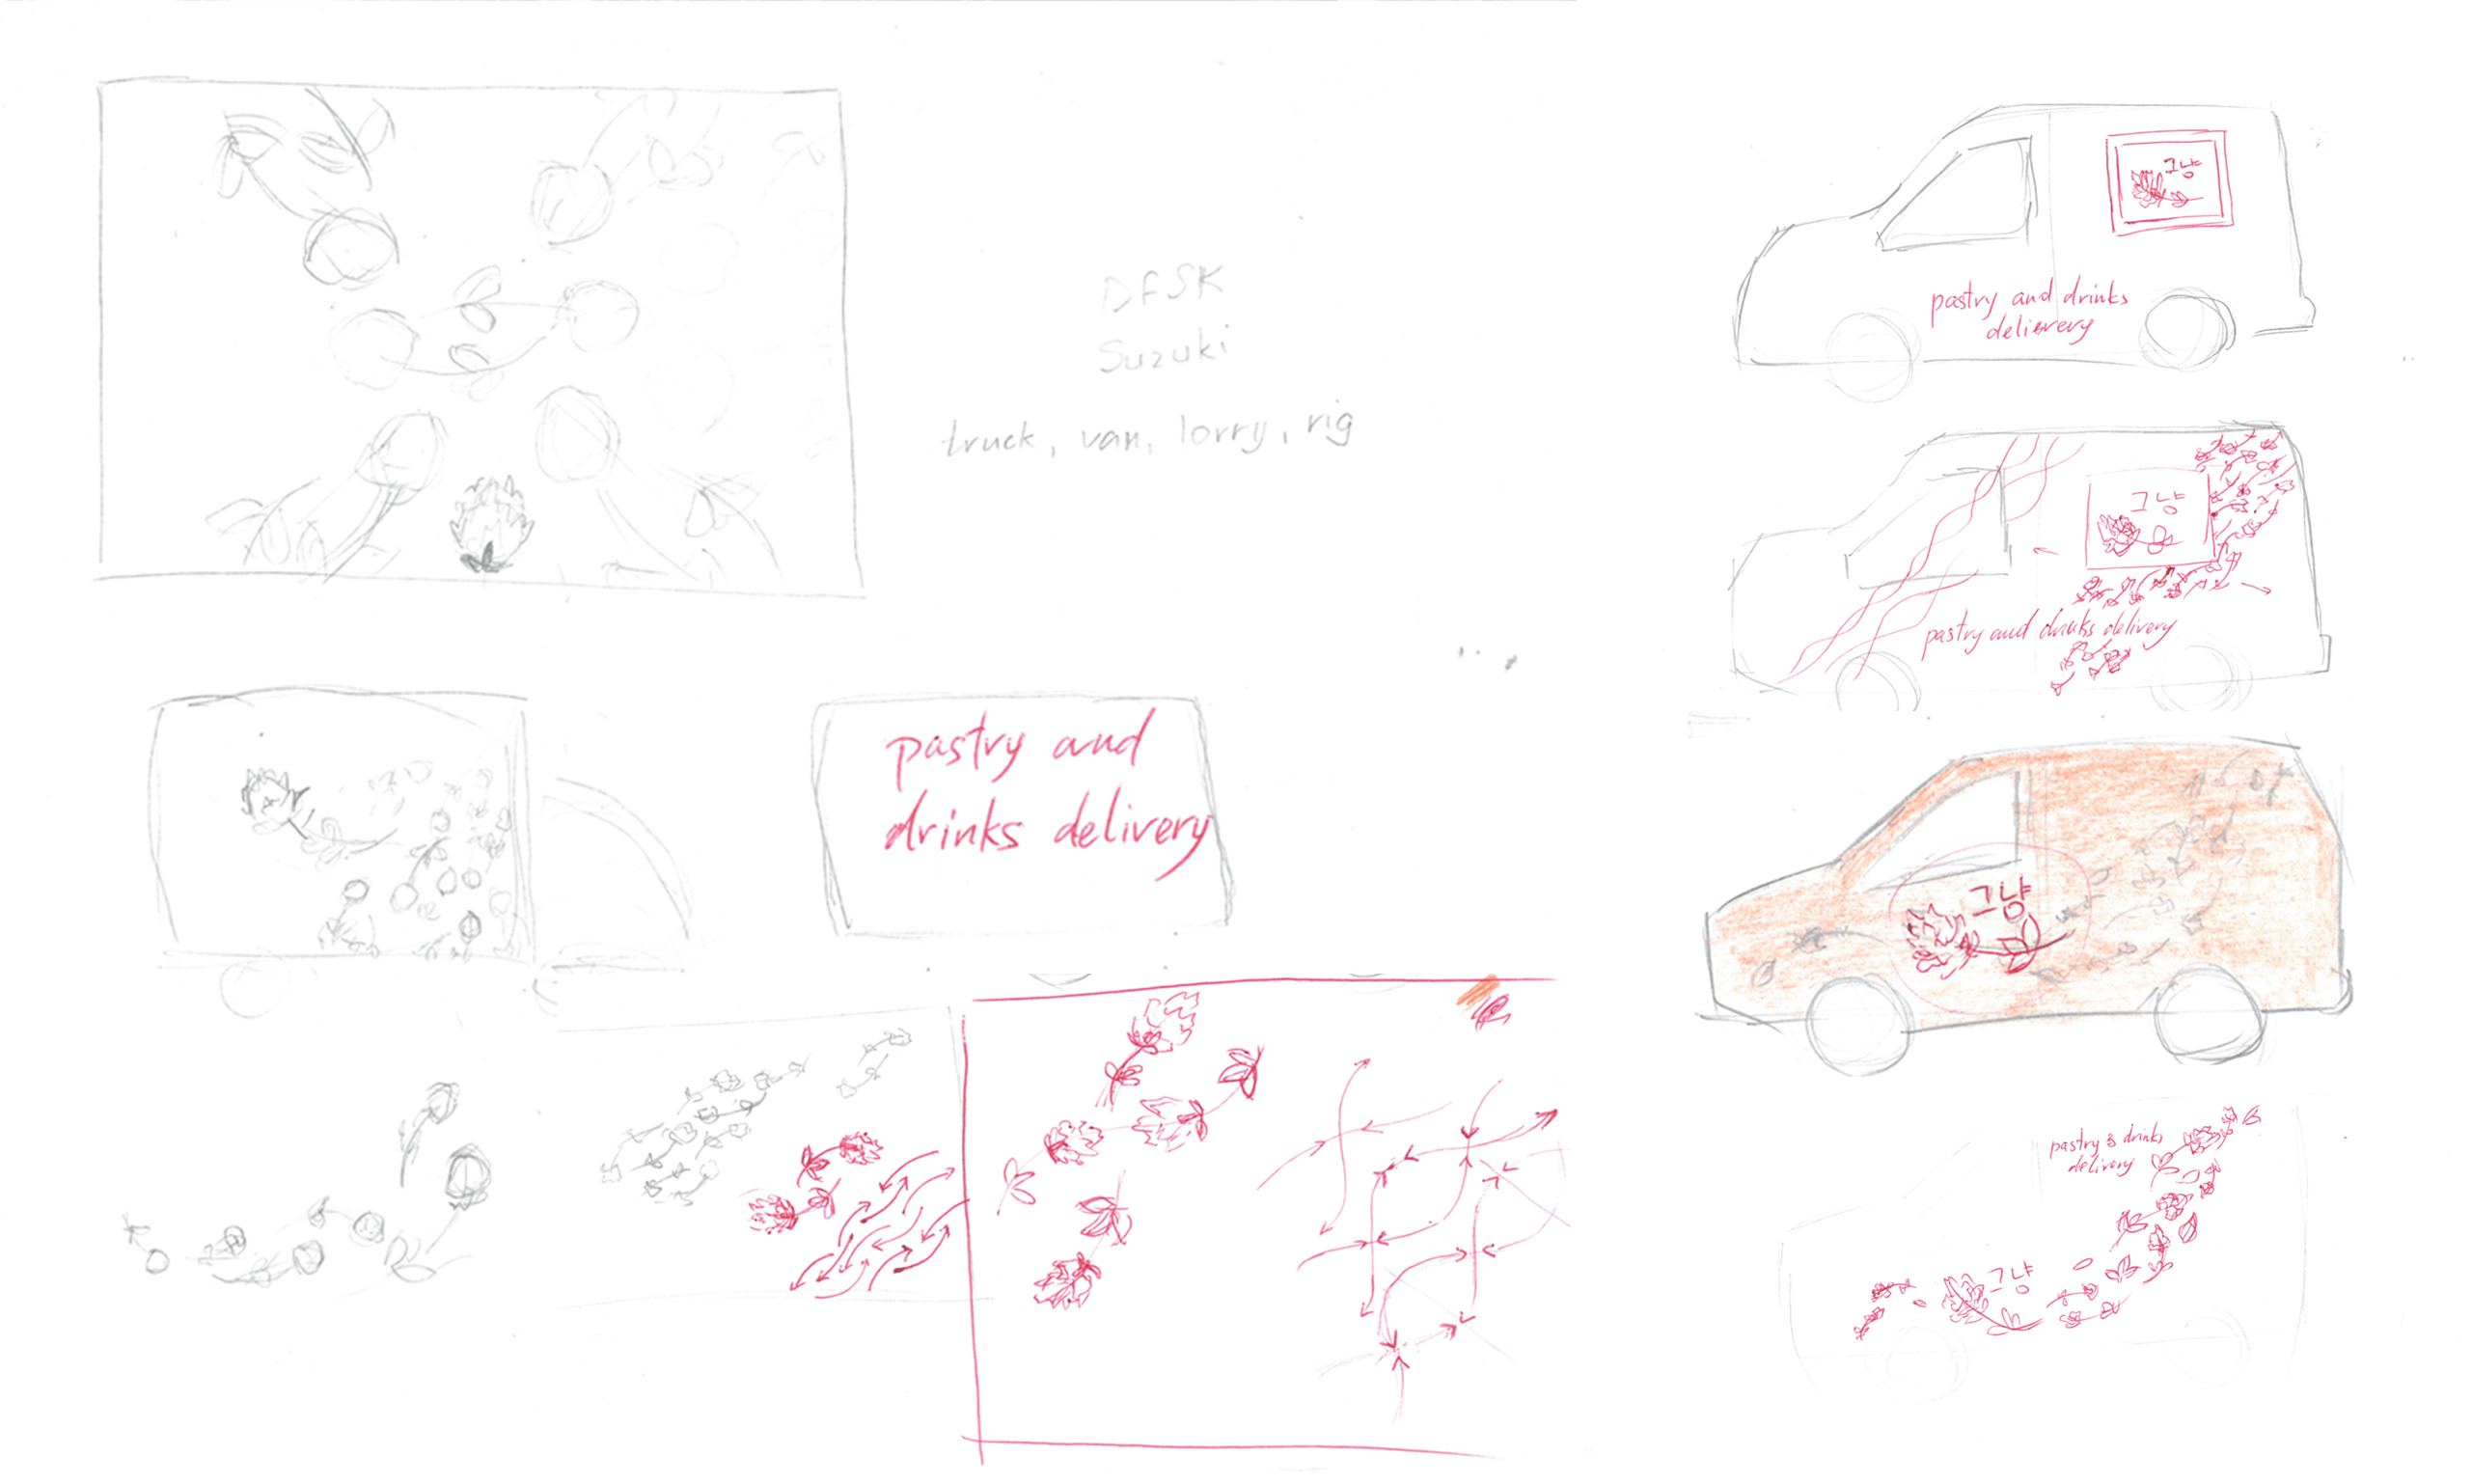 DFSK
Suzuki
truck, van, lorry, rig
pastry and
drinks delivery
그냥
pastry and drinks
delivery
그냥
pastry and drinks delivery
그냥
pastry & drinks
delivery
그냥